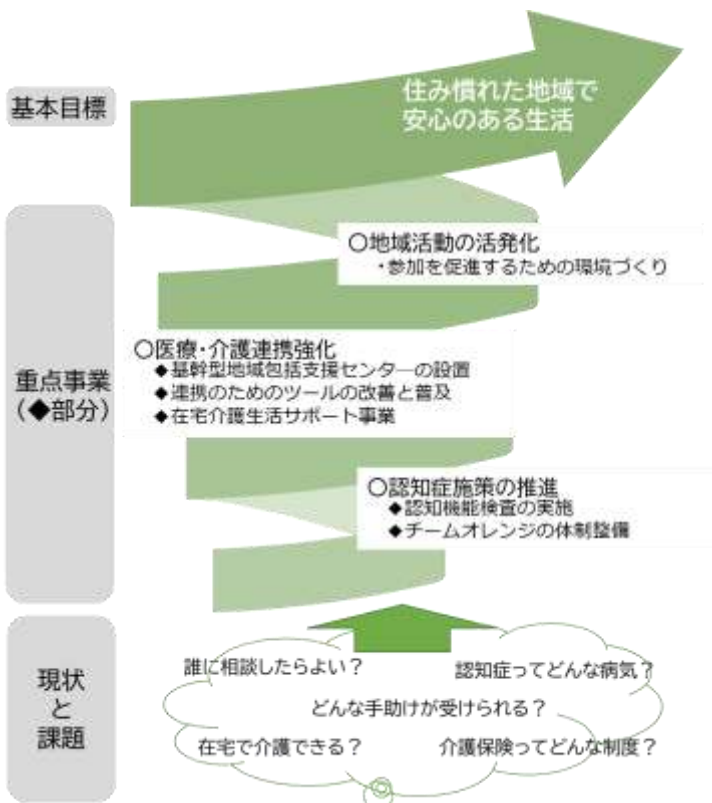 基本目標
住み慣れた地域で
安心のある生活
重点事業
(◆部分)
〇地域活動の活発化
・参加を促進するための環境づくり
〇医療・介護連携強化
◆基幹型地域包括支援センターの設置
◆連携のためのツールの改善と普及
◆在宅介護生活サポート事業
〇認知症施策の推進
◆認知機能検査の実施
◆チームオレンジの体制整備
現状
と
課題
誰に相談したらよい？
認知症ってどんな病気？
どんな手助けが受けられる？
在宅で介護できる？
介護保険ってどんな制度？